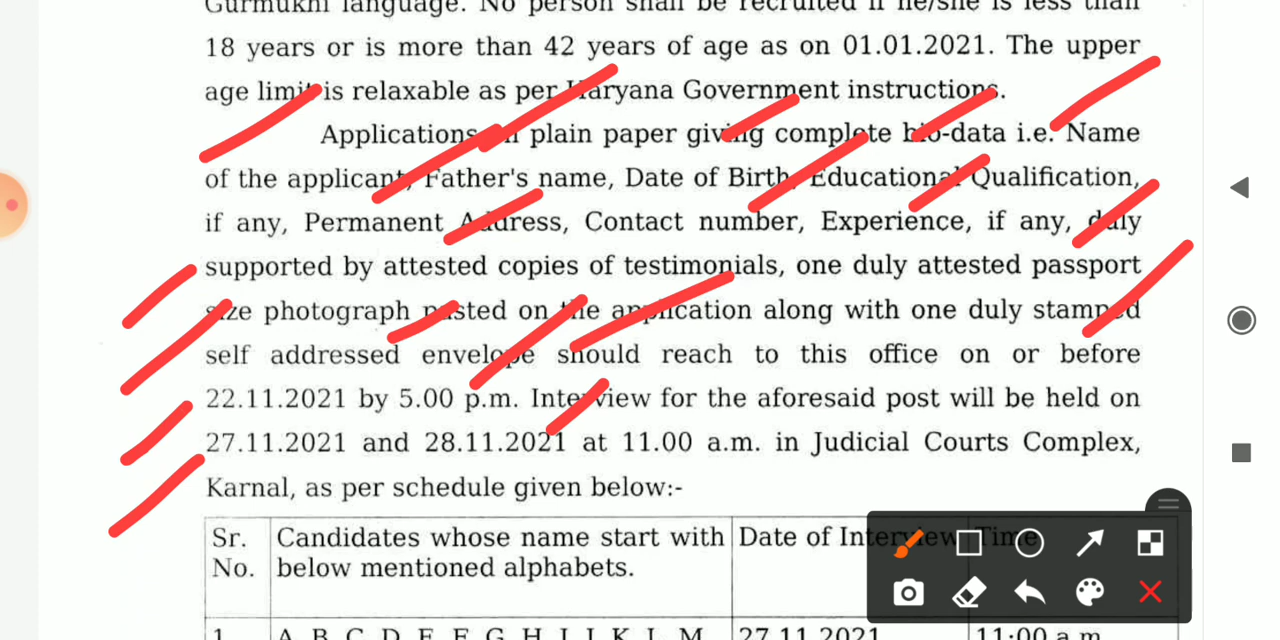 Gurmukhi language. No person shall be recruited if he/she is less than
18 years or is more than 42 years of age as on 01.01.2021. The upper
age limit is relaxable as per Haryana Government instructions.
Applications on plain paper giving complete bio-data i.e. Name
of the applicant, Father's name, Date of Birth, Educational Qualification,
if any, Permanent Address, Contact number, Experience, if any, duly
supported by attested copies of testimonials, one duly attested passport
size photograph pasted on the application along with one duly stamped
self addressed envelope should reach to this office on or before
22.11.2021 by 5.00 p.m. Interview for the aforesaid post will be held on
27.11.2021 and 28.11.2021 at 11.00 a.m. in Judicial Courts Complex,
Karnal, as per schedule given below:-
Sr. No.
Candidates whose name start with
below mentioned alphabets.
Date of Interview
Time
1 A, B, C, D, E, F, G, H, I, J, K, L, M, 27.11.2021 11:00 a.m.